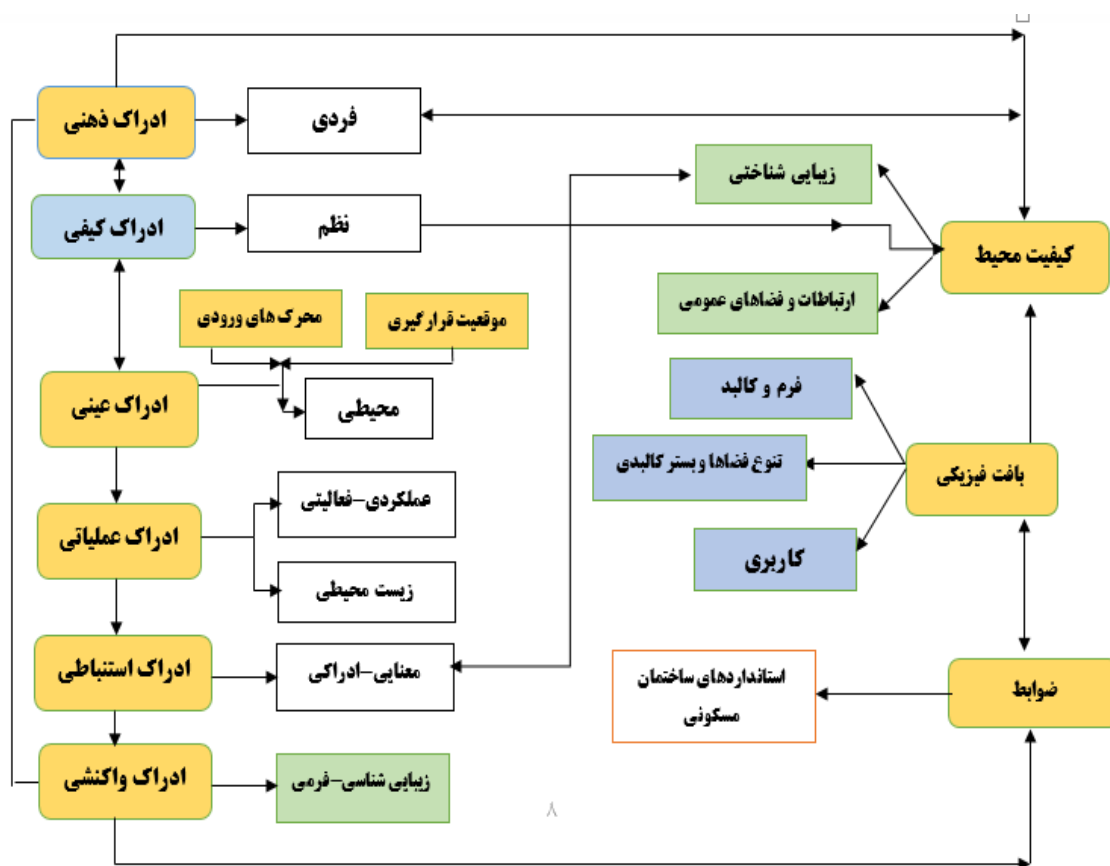 ادراک ذهنی
فردی
زیبایی شناختی
ادراک کیفی
نظم
کیفیت محیط
ارتباطات و فضاهای عمومی
موقعیت قرارگیری
محرک های ورودی
فرم و کالبد
ادراک عینی
محیطی
تنوع فضاها و بستر کالبدی
بافت فیزیکی
عملکردی-فعالیتی
ادراک عملیاتی
کاربری
زیست محیطی
ادراک استنباطی
معنایی-ادراکی
استانداردهای ساختمان
مسکونی
ضوابط
ادراک واکنشی
زیبایی شناسی-فرمی
۸